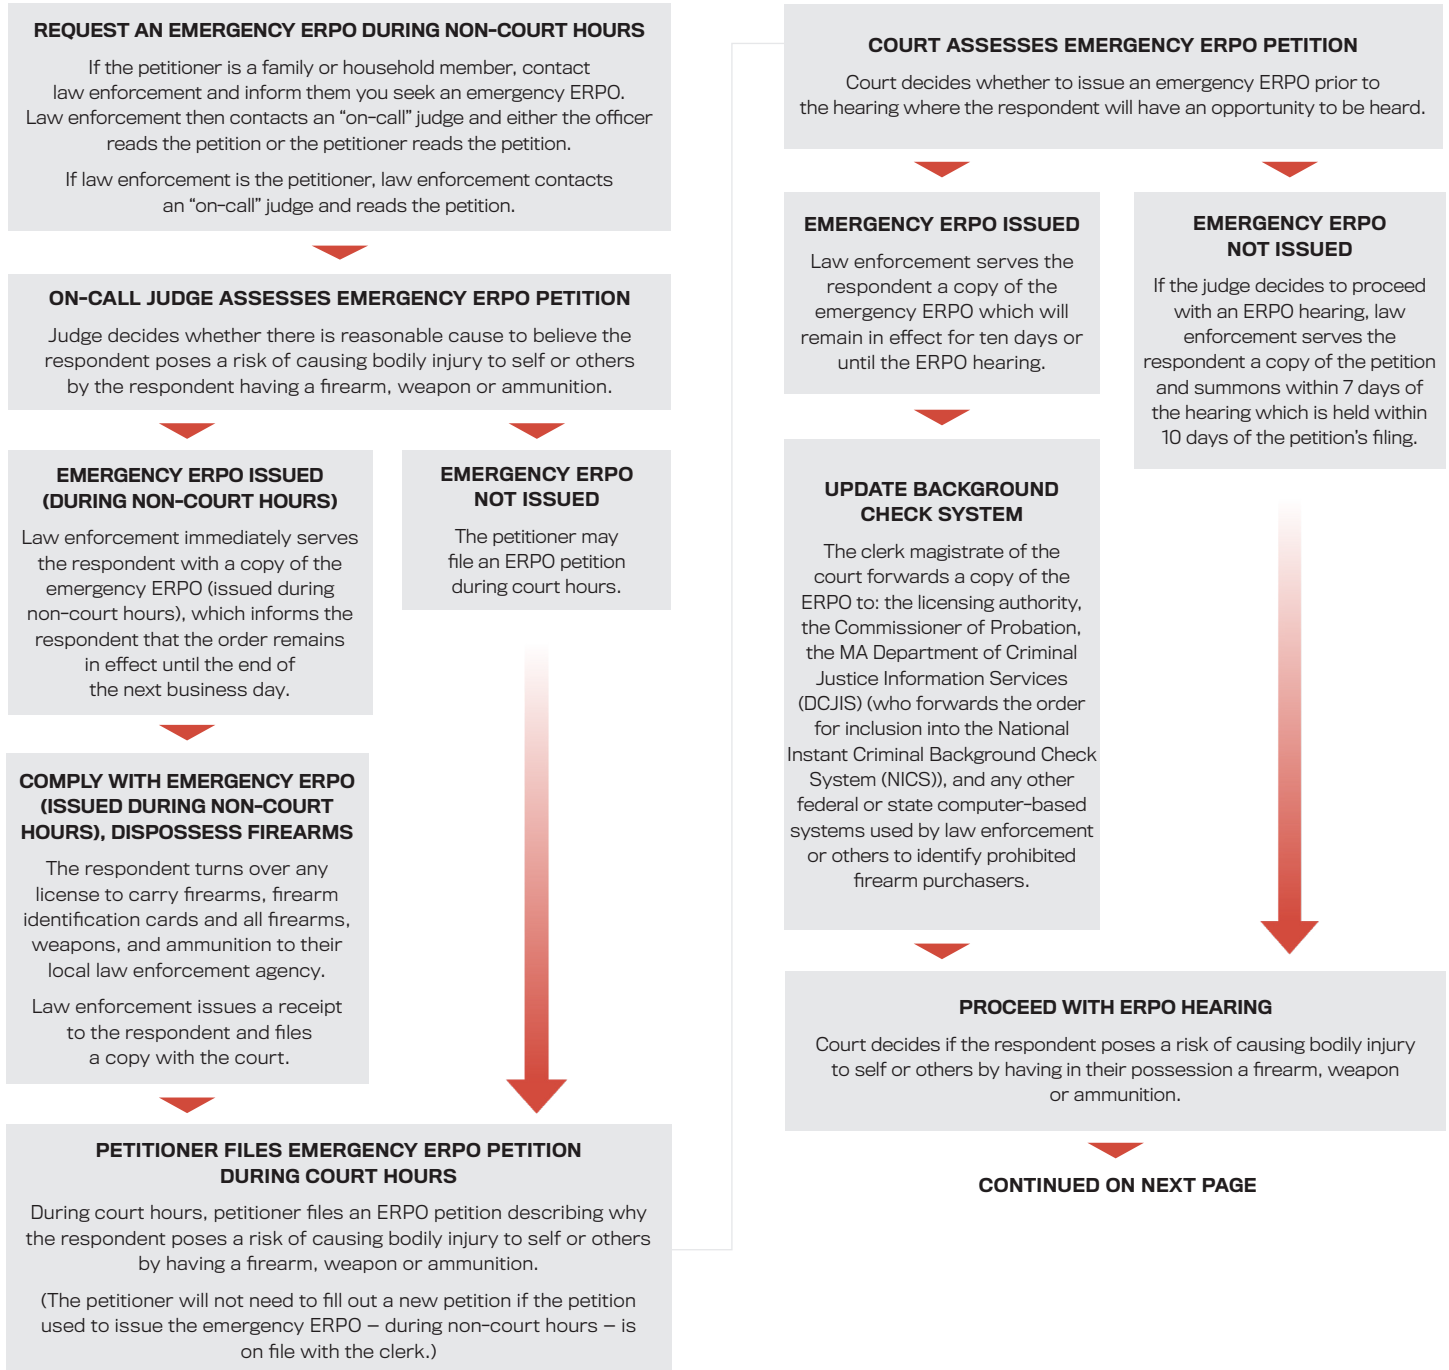 REQUEST AN EMERGENCY ERPO DURING NON-COURT HOURS
If the petitioner is a family or household member, contact
law enforcement and inform them you seek an emergency ERPO.
Law enforcement then contacts an “on-call” judge and either the officer
reads the petition or the petitioner reads the petition.
If law enforcement is the petitioner, law enforcement contacts
an “on-call” judge and reads the petition.
ON-CALL JUDGE ASSESSES EMERGENCY ERPO PETITION
Judge decides whether there is reasonable cause to believe the
respondent poses a risk of causing bodily injury to self or others
by the respondent having a firearm, weapon or ammunition.
EMERGENCY ERPO ISSUED
(DURING NON-COURT HOURS)
Law enforcement immediately serves
the respondent with a copy of the
emergency ERPO (issued during
non-court hours), which informs the
respondent that the order remains
in effect until the end of
the next business day.
EMERGENCY ERPO
NOT ISSUED
The petitioner may
file an ERPO petition
during court hours.
COMPLY WITH EMERGENCY ERPO
(ISSUED DURING NON-COURT
HOURS), DISPOSSESS FIREARMS
The respondent turns over any
license to carry firearms, firearm
identification cards and all firearms,
weapons, and ammunition to their
local law enforcement agency.
Law enforcement issues a receipt
to the respondent and files
a copy with the court.
PETITIONER FILES EMERGENCY ERPO PETITION
DURING COURT HOURS
During court hours, petitioner files an ERPO petition describing why
the respondent poses a risk of causing bodily injury to self or others
by having a firearm, weapon or ammunition.
(The petitioner will not need to fill out a new petition if the petition
used to issue the emergency ERPO – during non-court hours – is
on file with the clerk.)
COURT ASSESSES EMERGENCY ERPO PETITION
Court decides whether to issue an emergency ERPO prior to
the hearing where the respondent will have an opportunity to be heard.
EMERGENCY ERPO ISSUED
Law enforcement serves the
respondent a copy of the
emergency ERPO which will
remain in effect for ten days or
until the ERPO hearing.
EMERGENCY ERPO
NOT ISSUED
If the judge decides to proceed
with an ERPO hearing, law
enforcement serves the
respondent a copy of the petition
and summons within 7 days of
the hearing which is held within
10 days of the petition’s filing.
UPDATE BACKGROUND
CHECK SYSTEM
The clerk magistrate of the
court forwards a copy of the
ERPO to: the licensing authority,
the Commissioner of Probation,
the MA Department of Criminal
Justice Information Services
(DCJIS) (who forwards the order
for inclusion into the National
Instant Criminal Background Check
System (NICS)), and any other
federal or state computer-based
systems used by law enforcement
or others to identify prohibited
firearm purchasers.
PROCEED WITH ERPO HEARING
Court decides if the respondent poses a risk of causing bodily injury
to self or others by having in their possession a firearm, weapon
or ammunition.
CONTINUED ON NEXT PAGE